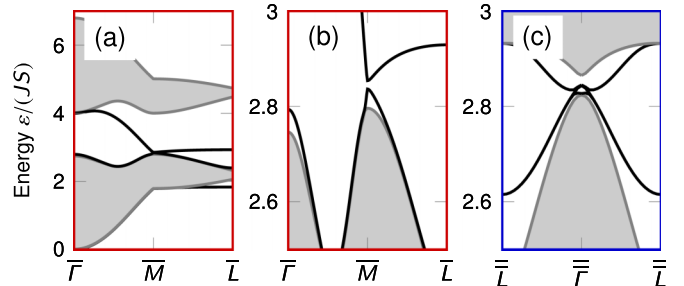 (a) (b) (c)
Energy ε/(JS)
6
4
2
0
Γ̅ M̅ L̅
3
2.8
2.6
Γ̅ M̅ L̅
3
2.8
2.6
L̿ Γ̿ L̿